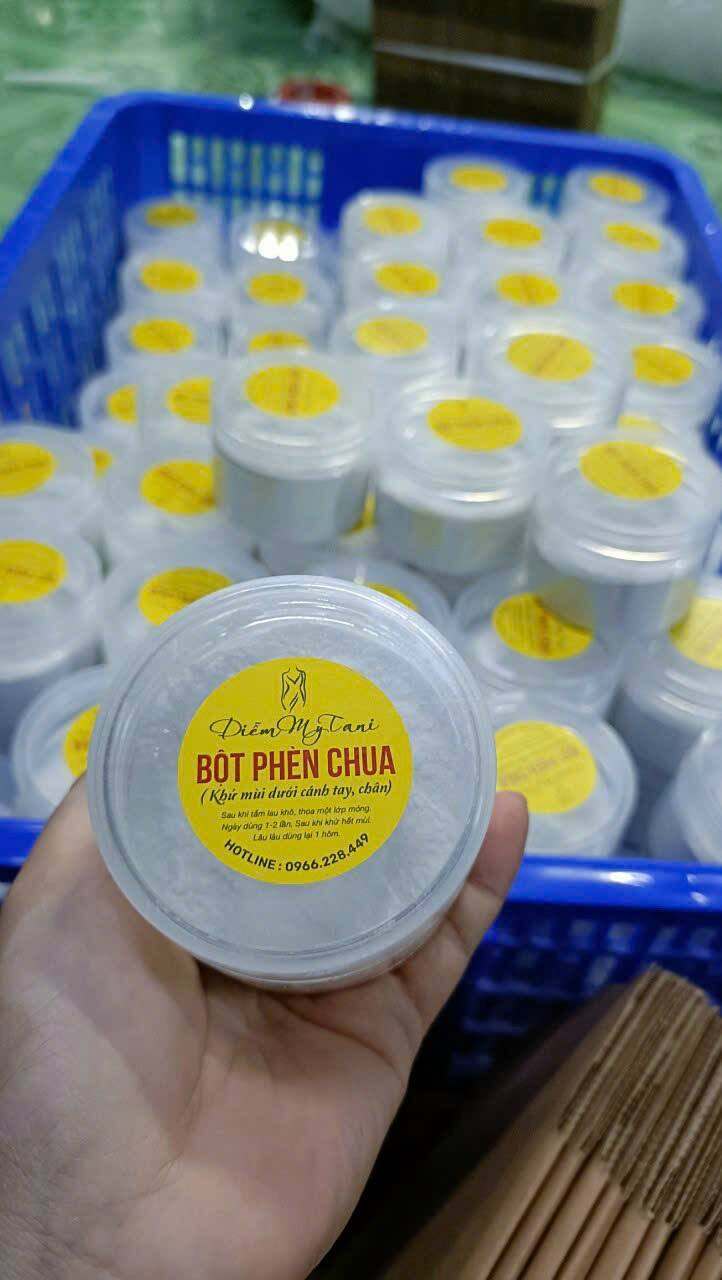 Diễm My Tani
BỘT PHÈN CHUA
(Khử mùi dưới cánh tay, chân)
Sau khi tắm lau khô, thoa một lớp mỏng.
Ngày dùng 1-2 lần. Sau khi khử hết mùi.
Lâu lâu dùng lại 1 hôm.
HOTLINE : 0966.228.449